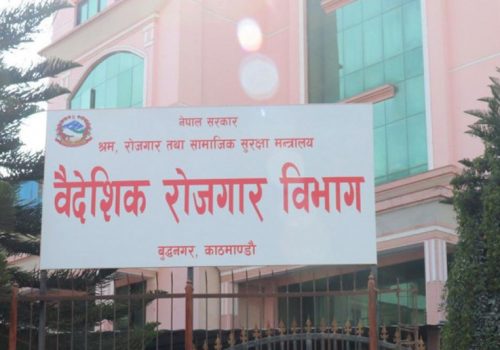 नेपाल सरकार
श्रम, रोजगार तथा सामाजिक सुरक्षा मन्त्रालय
वैदेशिक रोजगार विभाग
बुद्धनगर, काठमाण्डौ